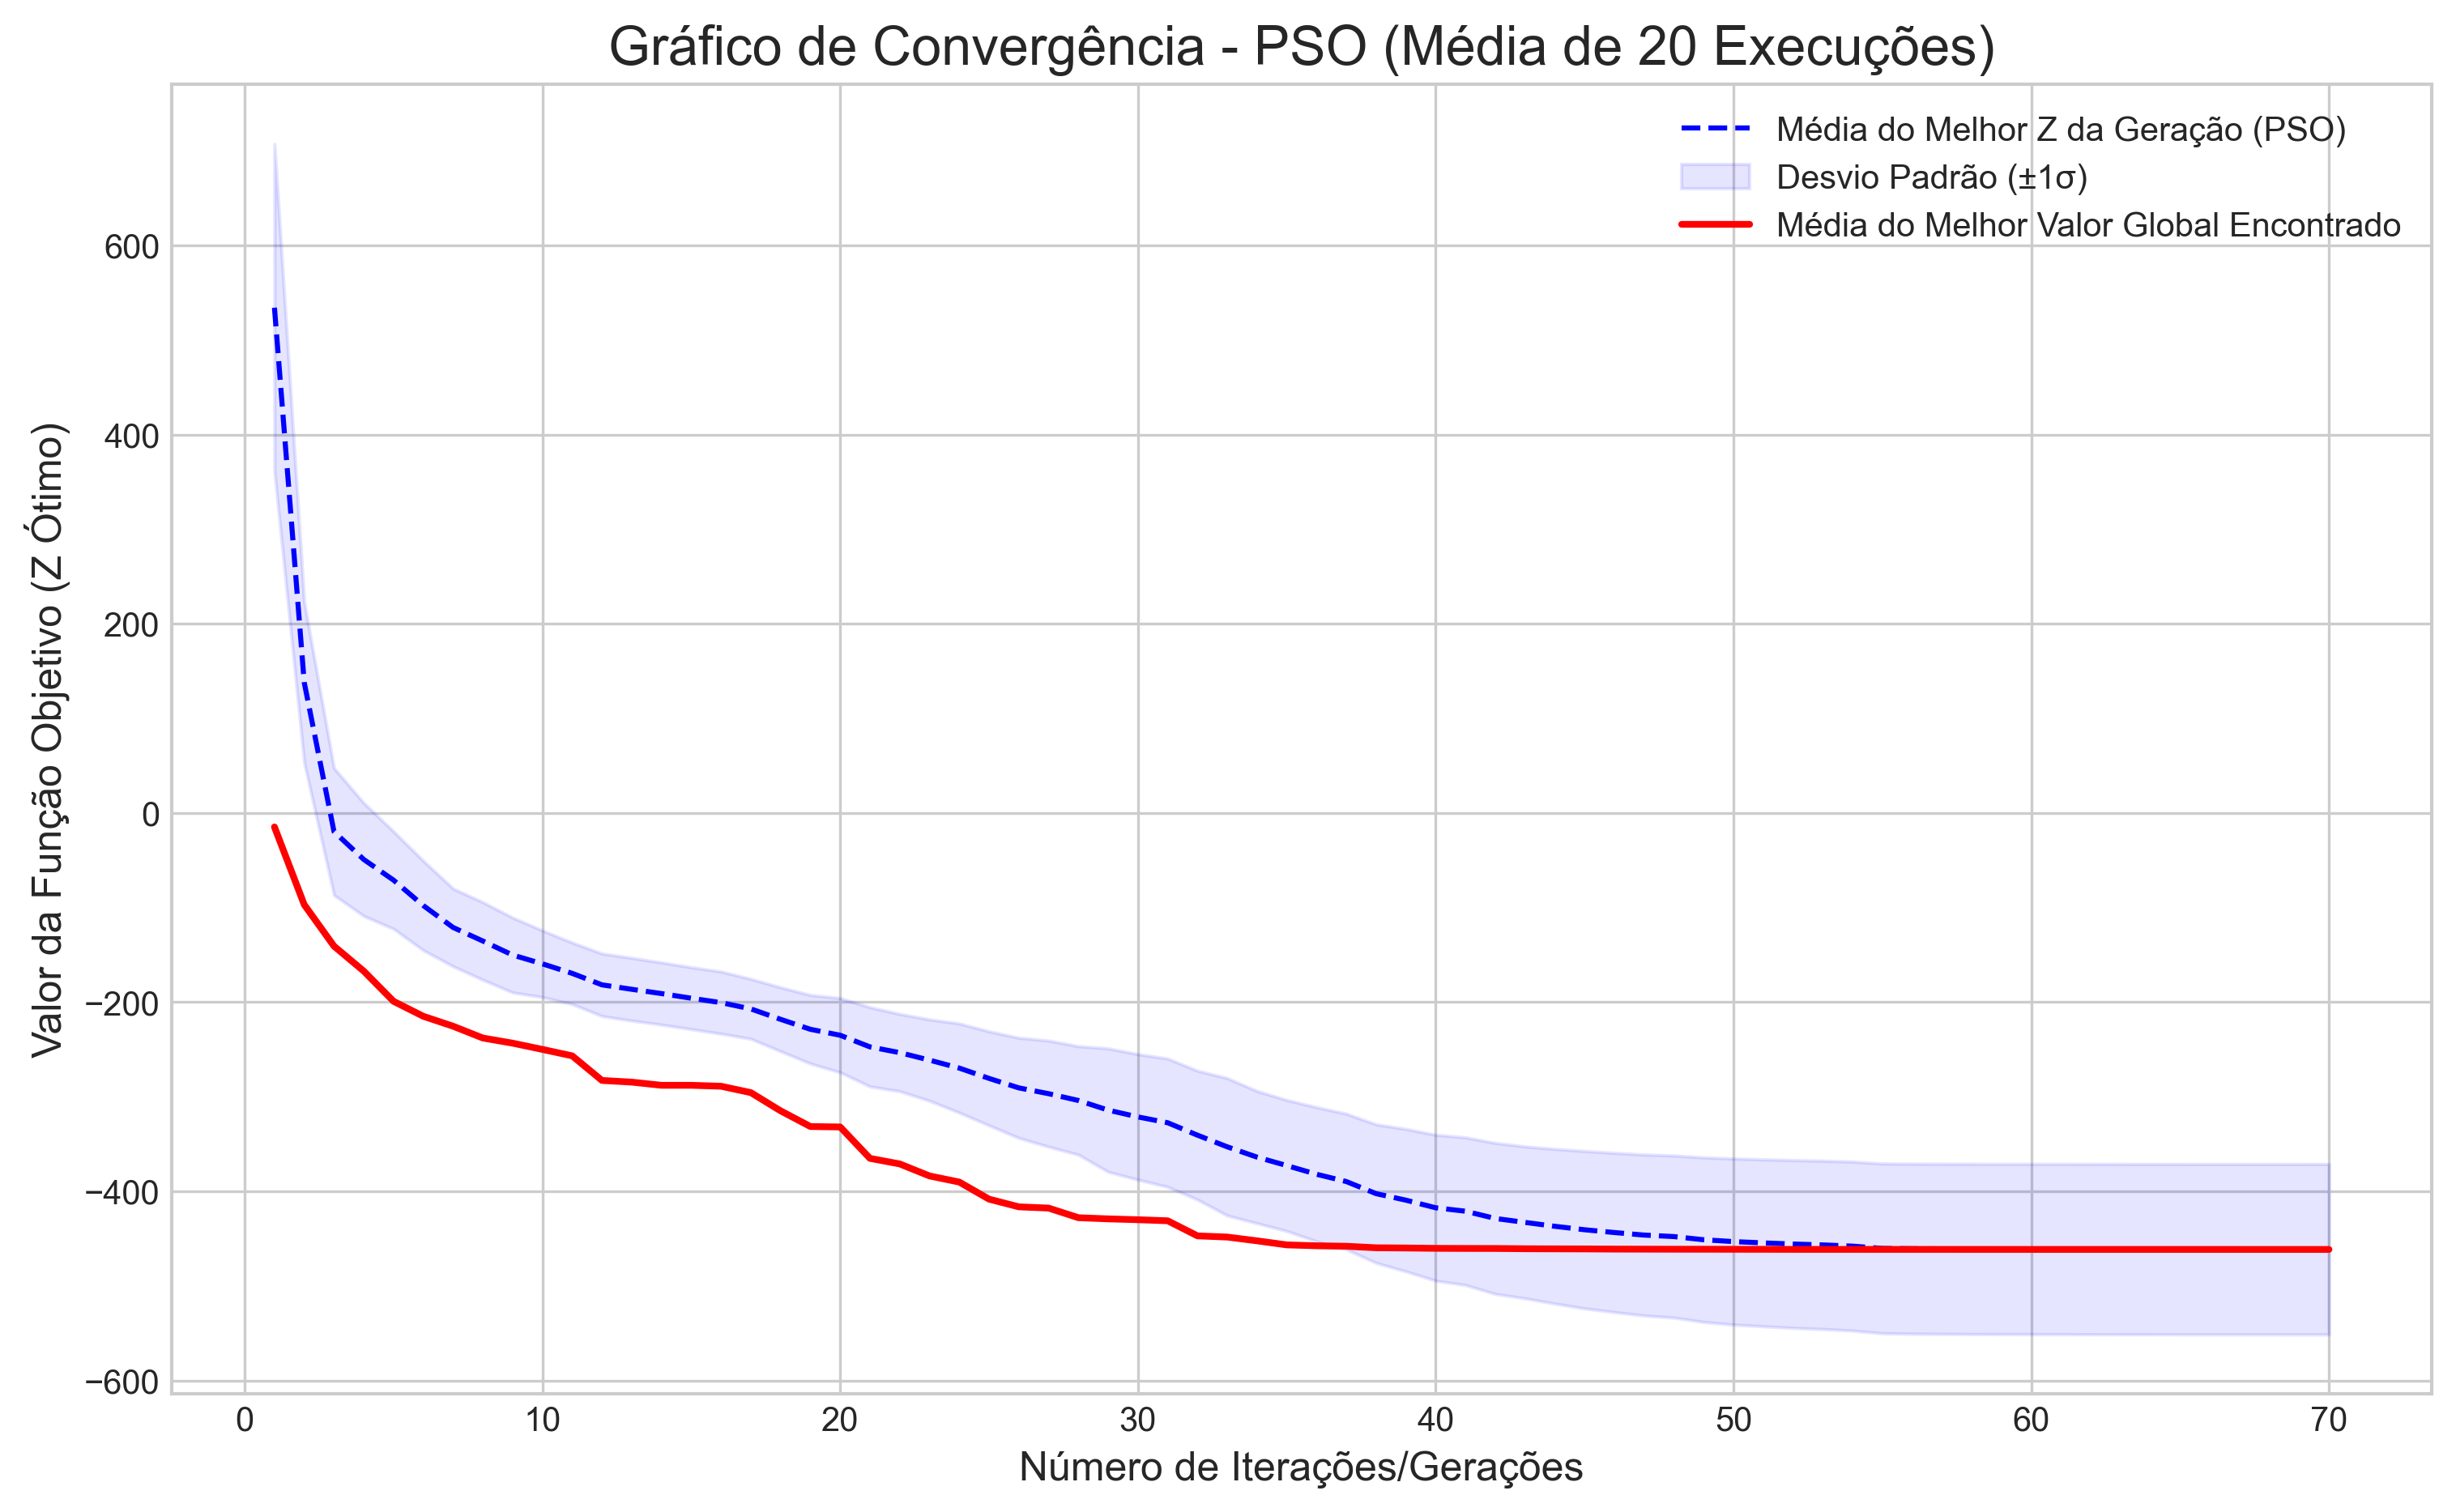 Gráfico de Convergência - PSO (Média de 20 Execuções)
Média do Melhor Z da Geração (PSO)
Desvio Padrão (±1σ)
Média do Melhor Valor Global Encontrado
Valor da Função Objetivo (Z Ótimo)
600
400
200
0
−200
−400
−600
0 10 20 30 40 50 60 70
Número de Iterações/Gerações